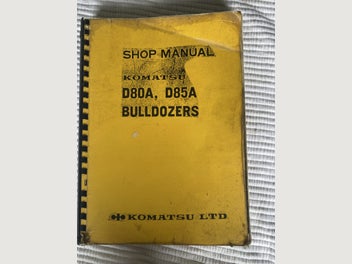 SHOP MANUAL
KOMATSU
D80A, D85A
BULLDOZERS
KOMATSU LTD